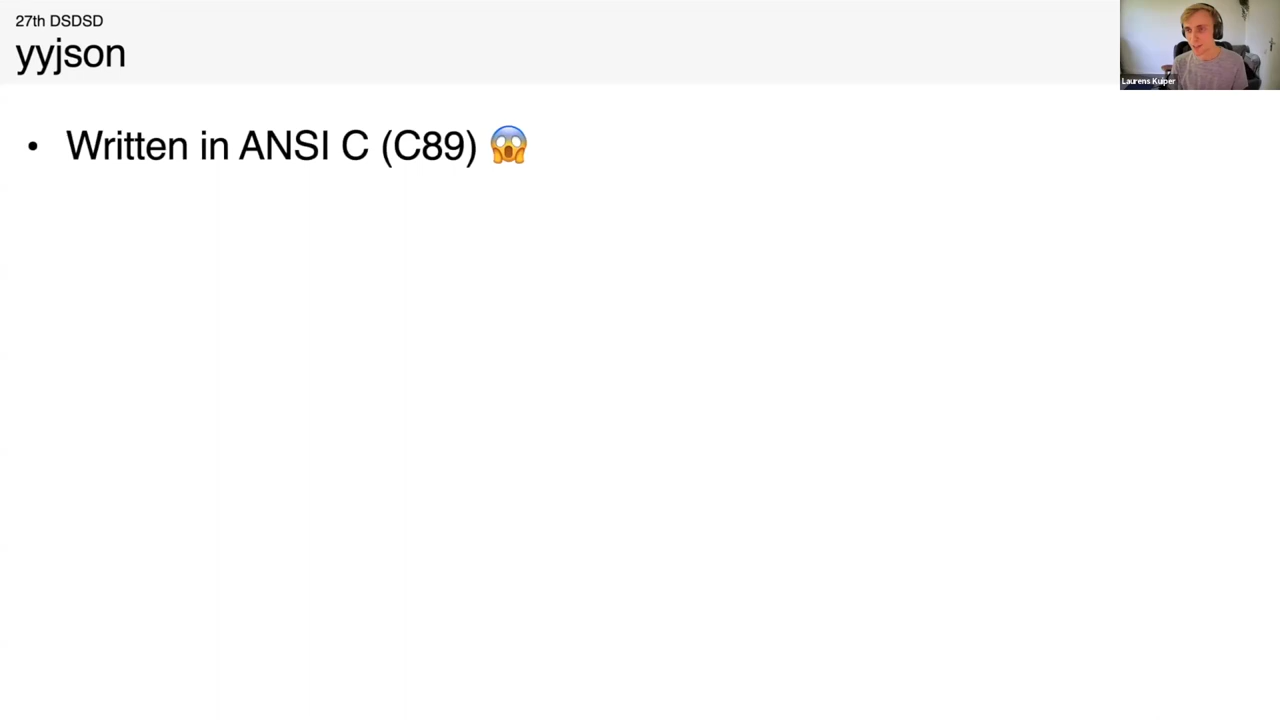 27th DSDSD
yyjson
• Written in ANSI C (C89) 😱
Laurens Kuiper